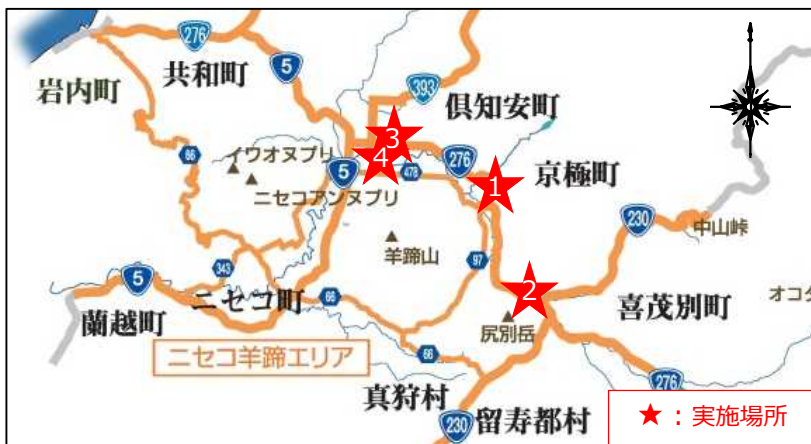 276
共和町
5
岩内町
393
倶知安町
3
4
66
イワオヌプリ
5
478
276
1
京極町
ニセコアンヌプリ
230
中山峠
羊蹄山
97
343
5
2
ニセコ町
66
喜茂別町
オコタ
蘭越町
尻別岳
ニセコ羊蹄エリア
66
276
真狩村
230
留寿都村
★：実施場所